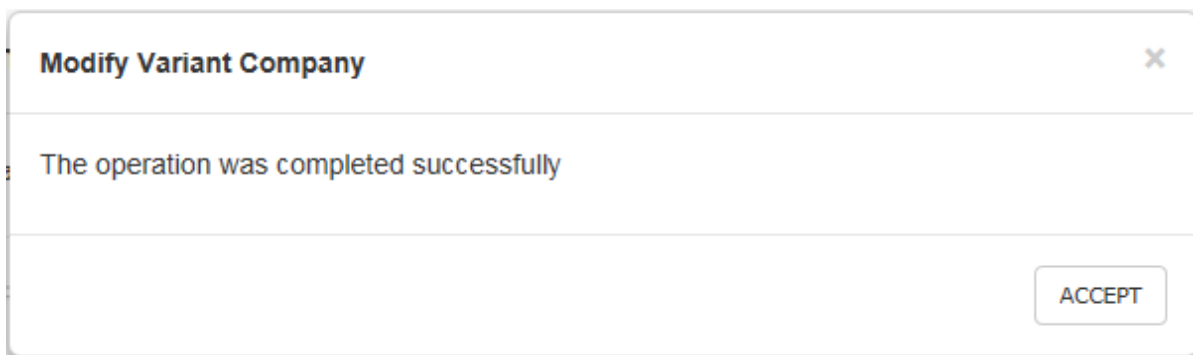 Modify Variant Company
The operation was completed successfully
ACCEPT